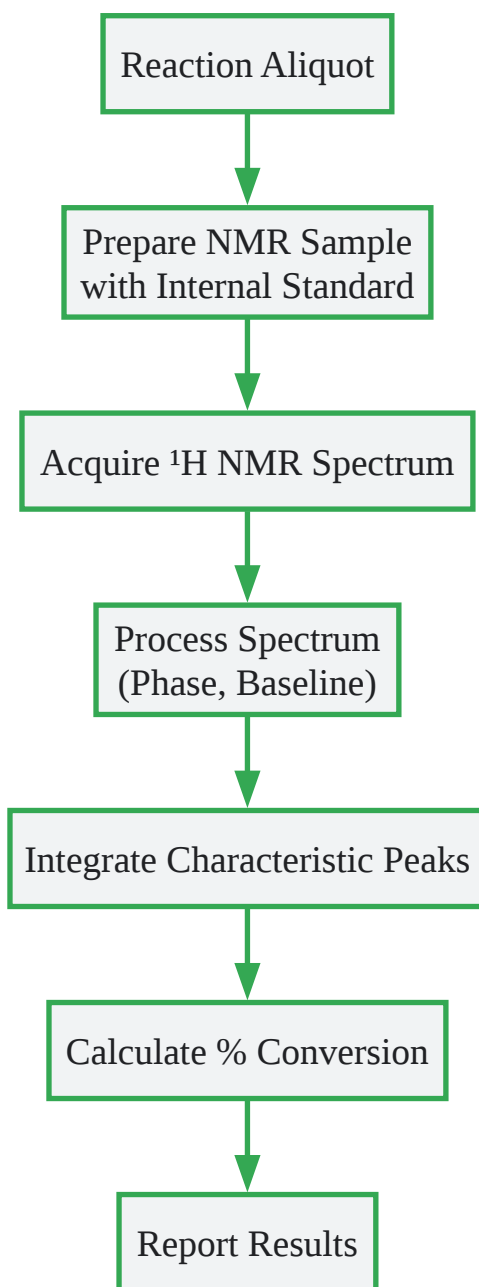 Reaction Aliquot
Prepare NMR Sample
with Internal Standard
Acquire ¹H NMR Spectrum
Process Spectrum
(Phase, Baseline)
Integrate Characteristic Peaks
Calculate % Conversion
Report Results